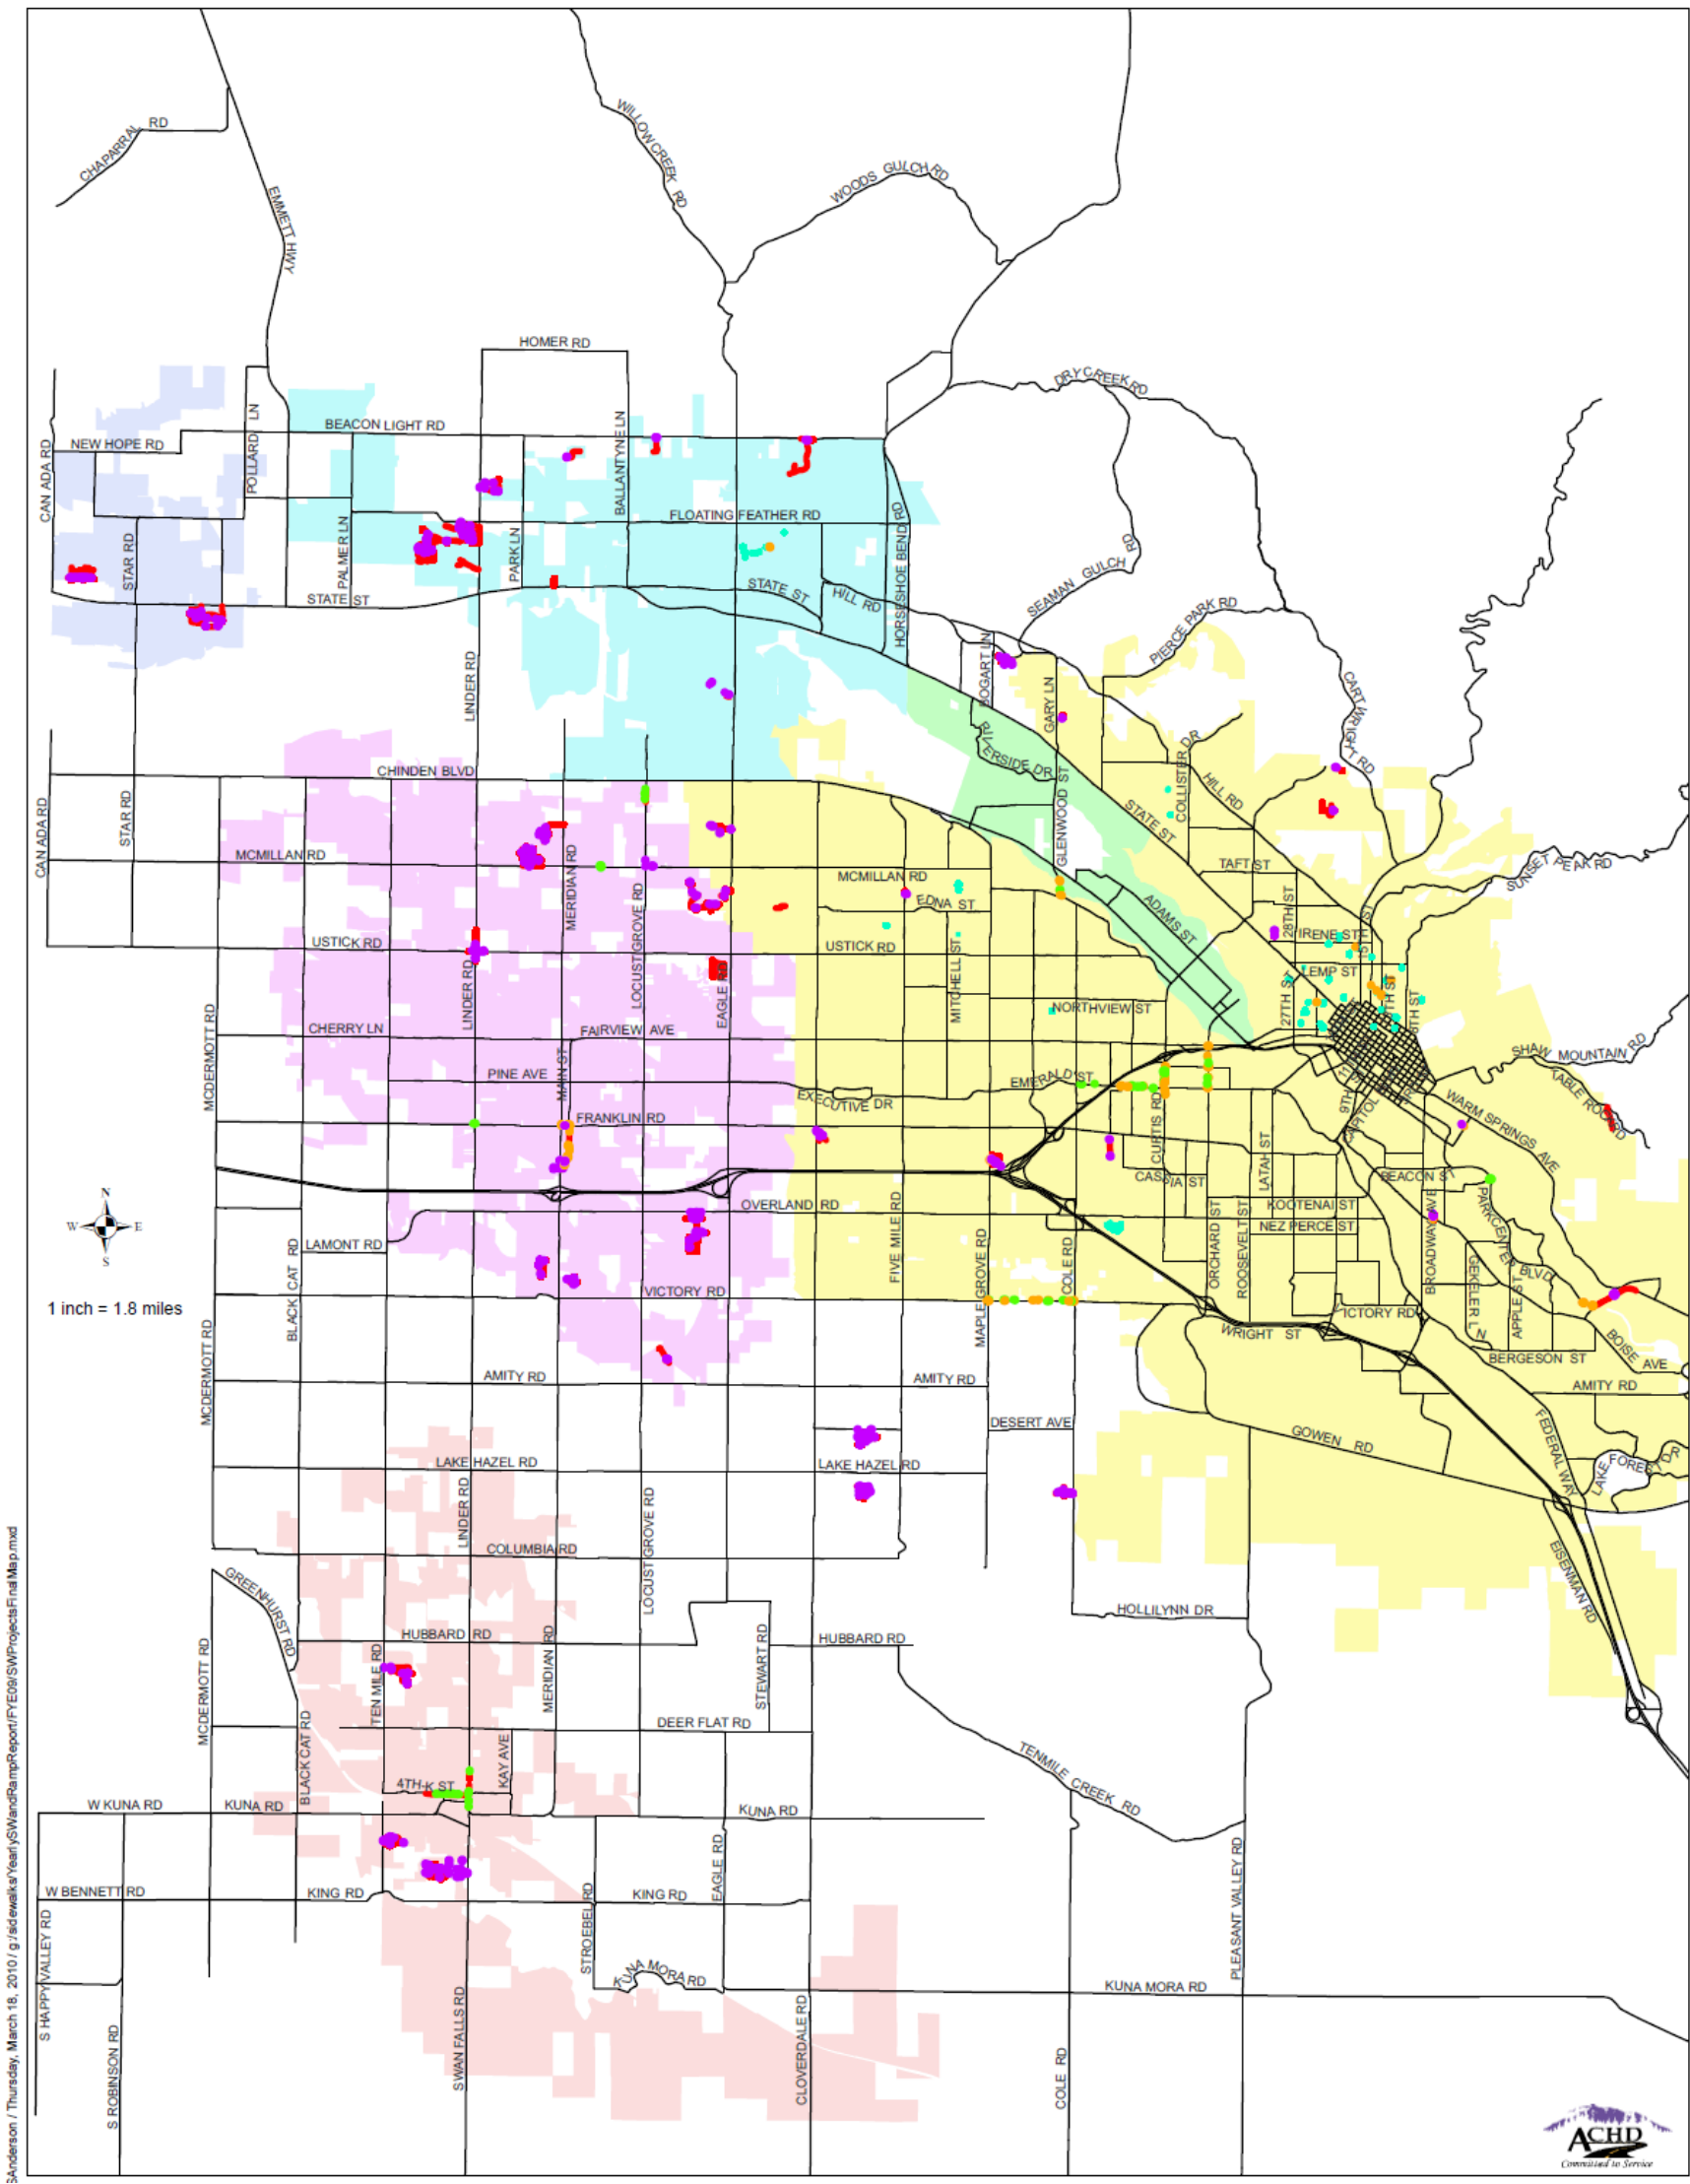 CHAPARRAL RD
EMMETT HWY
WILLOW CREEK RD
WOODS GULCH RD
HOMER RD
DRY CREEK RD
BEACON LIGHT RD
NEW HOPE RD
CAN ADA RD
POLLARD LN
BALLANTYNE LN
FLOATING FEATHER RD
STAR RD
PALMER LN
PARK LN
HORSESHOE BEND RD
STATE ST
STATE ST
HILL RD
SEAMAN GULCH RD
PIERCE PARK RD
LINDER RD
BOGART LN
GARY LN
CARTWRIGHT RD
RIVERSIDE DR
COLLISTER DR
HILL RD
CHINDEN BLVD
CAN ADA RD
STAR RD
GLENWOOD ST
STATE ST
MCMILLAN RD
MERIDIAN RD
MCMILLAN RD
TAFT ST
SUNSET PEAK RD
EDNA ST
ADAMS ST
28TH ST
15TH ST
IRENE ST
USTICK RD
LOCUST GROVE RD
USTICK RD
LINDER RD
EAGLE RD
MITCHELL ST
LEMP ST
27TH ST
NORTHVIEW ST
MCDERMOTT RD
CHERRY LN
FAIRVIEW AVE
SHAW MOUNTAIN RD
PINE AVE
MAIN ST
EMERALD ST
EXECUTIVE DR
TABLE ROCK RD
FRANKLIN RD
CURTIS RD
9TH ST
CAPITOL
WARM SPRINGS AVE
LATAH ST
CASSIA ST
BEACON ST
N
W E
S
OVERLAND RD
FIVE MILE RD
KOOTENAI ST
NEZ PERCE ST
PARKCENTER BLVD
LAMONT RD
BLACK CAT RD
MAPLE GROVE RD
COLE RD
ORCHARD ST
ROOSEVELT ST
BROADWAY AVE
GEKELER LN
APPLE ST
1 inch = 1.8 miles
VICTORY RD
VICTORY RD
WRIGHT ST
BOISE AVE
BERGESON ST
MCDERMOTT RD
AMITY RD
AMITY RD
AMITY RD
DESERT AVE
GOWEN RD
FEDERAL WAY
LAKE FOREST DR
LAKE HAZEL RD
LAKE HAZEL RD
LINDER RD
LOCUST GROVE RD
COLUMBIA RD
EISENMAN RD
GREENHURST RD
HOLLILYNN DR
HUBBARD RD
HUBBARD RD
MCDERMOTT RD
TEN MILE RD
MERIDIAN RD
STEWART RD
DEER FLAT RD
BLACK CAT RD
KAY AVE
TENMILE CREEK RD
4TH-K ST
W KUNA RD
KUNA RD
KUNA RD
PLEASANT VALLEY RD
W BENNETT RD
KING RD
KING RD
EAGLE RD
STROEBEL RD
S HAPPY VALLEY RD
KUNA MORA RD
KUNA MORA RD
S ROBINSON RD
SWAN FALLS RD
CLOVERDALE RD
COLE RD
SAnderson / Thursday, March 18, 2010 / g:/sidewalks/YearlySWandRampReport/FYE09/SWProjectsFinalMap.mxd
ACHD
Committed to Service